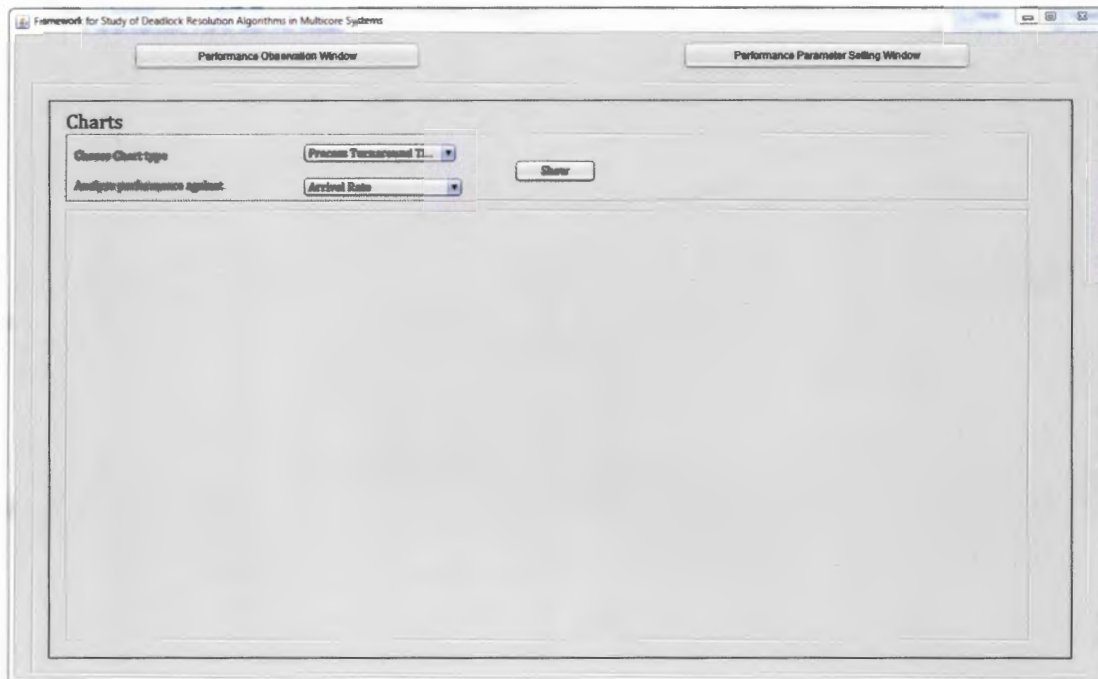 Framework for Study of Deadlock Resolution Algorithms in Multicore Systems
Performance Observation Window
Performance Parameter Setting Window
Charts
Choose Chart type
Process Turnaround Ti...
Show
Analyze performance against
Arrival Rate